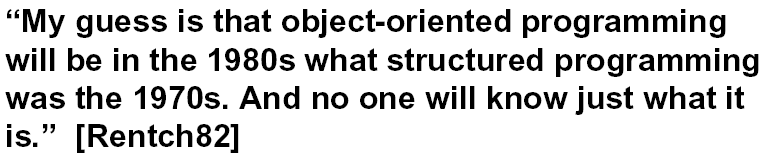 “My guess is that object-oriented programming
will be in the 1980s what structured programming
was the 1970s. And no one will know just what it
is.”  [Rentch82]